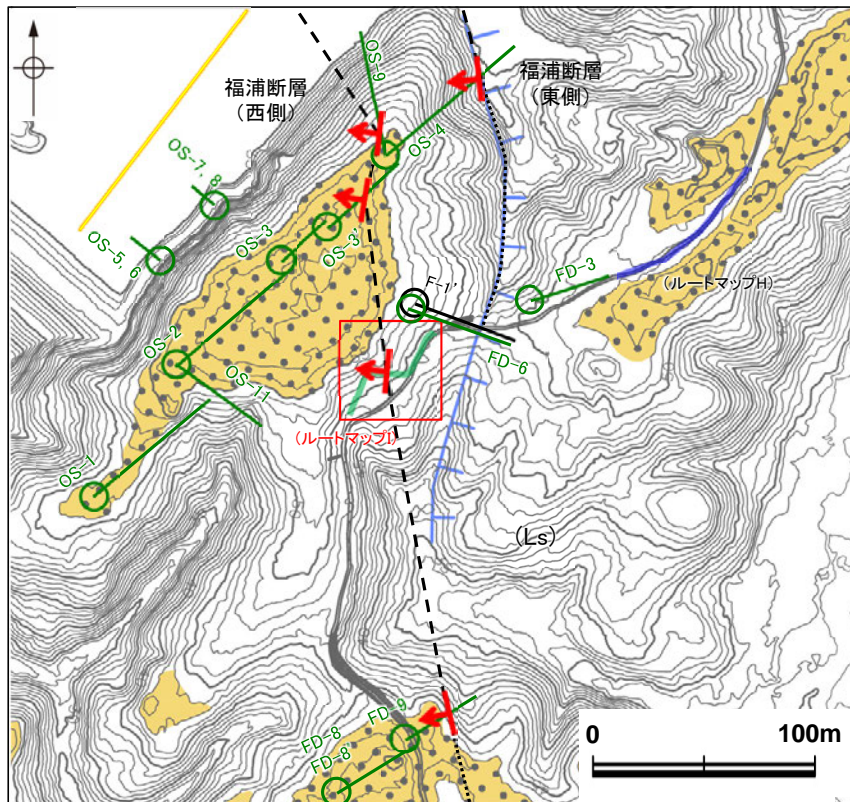 福浦断層
(西側)
OS-9
福浦断層
(東側)
OS-4
OS-7, 8
OS-5, 6
OS-3
OS-3'
F-1'
FD-3
(ルートマップH)
OS-2
FD-6
OS-11
(ルートマップI)
OS-1
(Ls)
FD-9
FD-8
FD-8'
0 100m